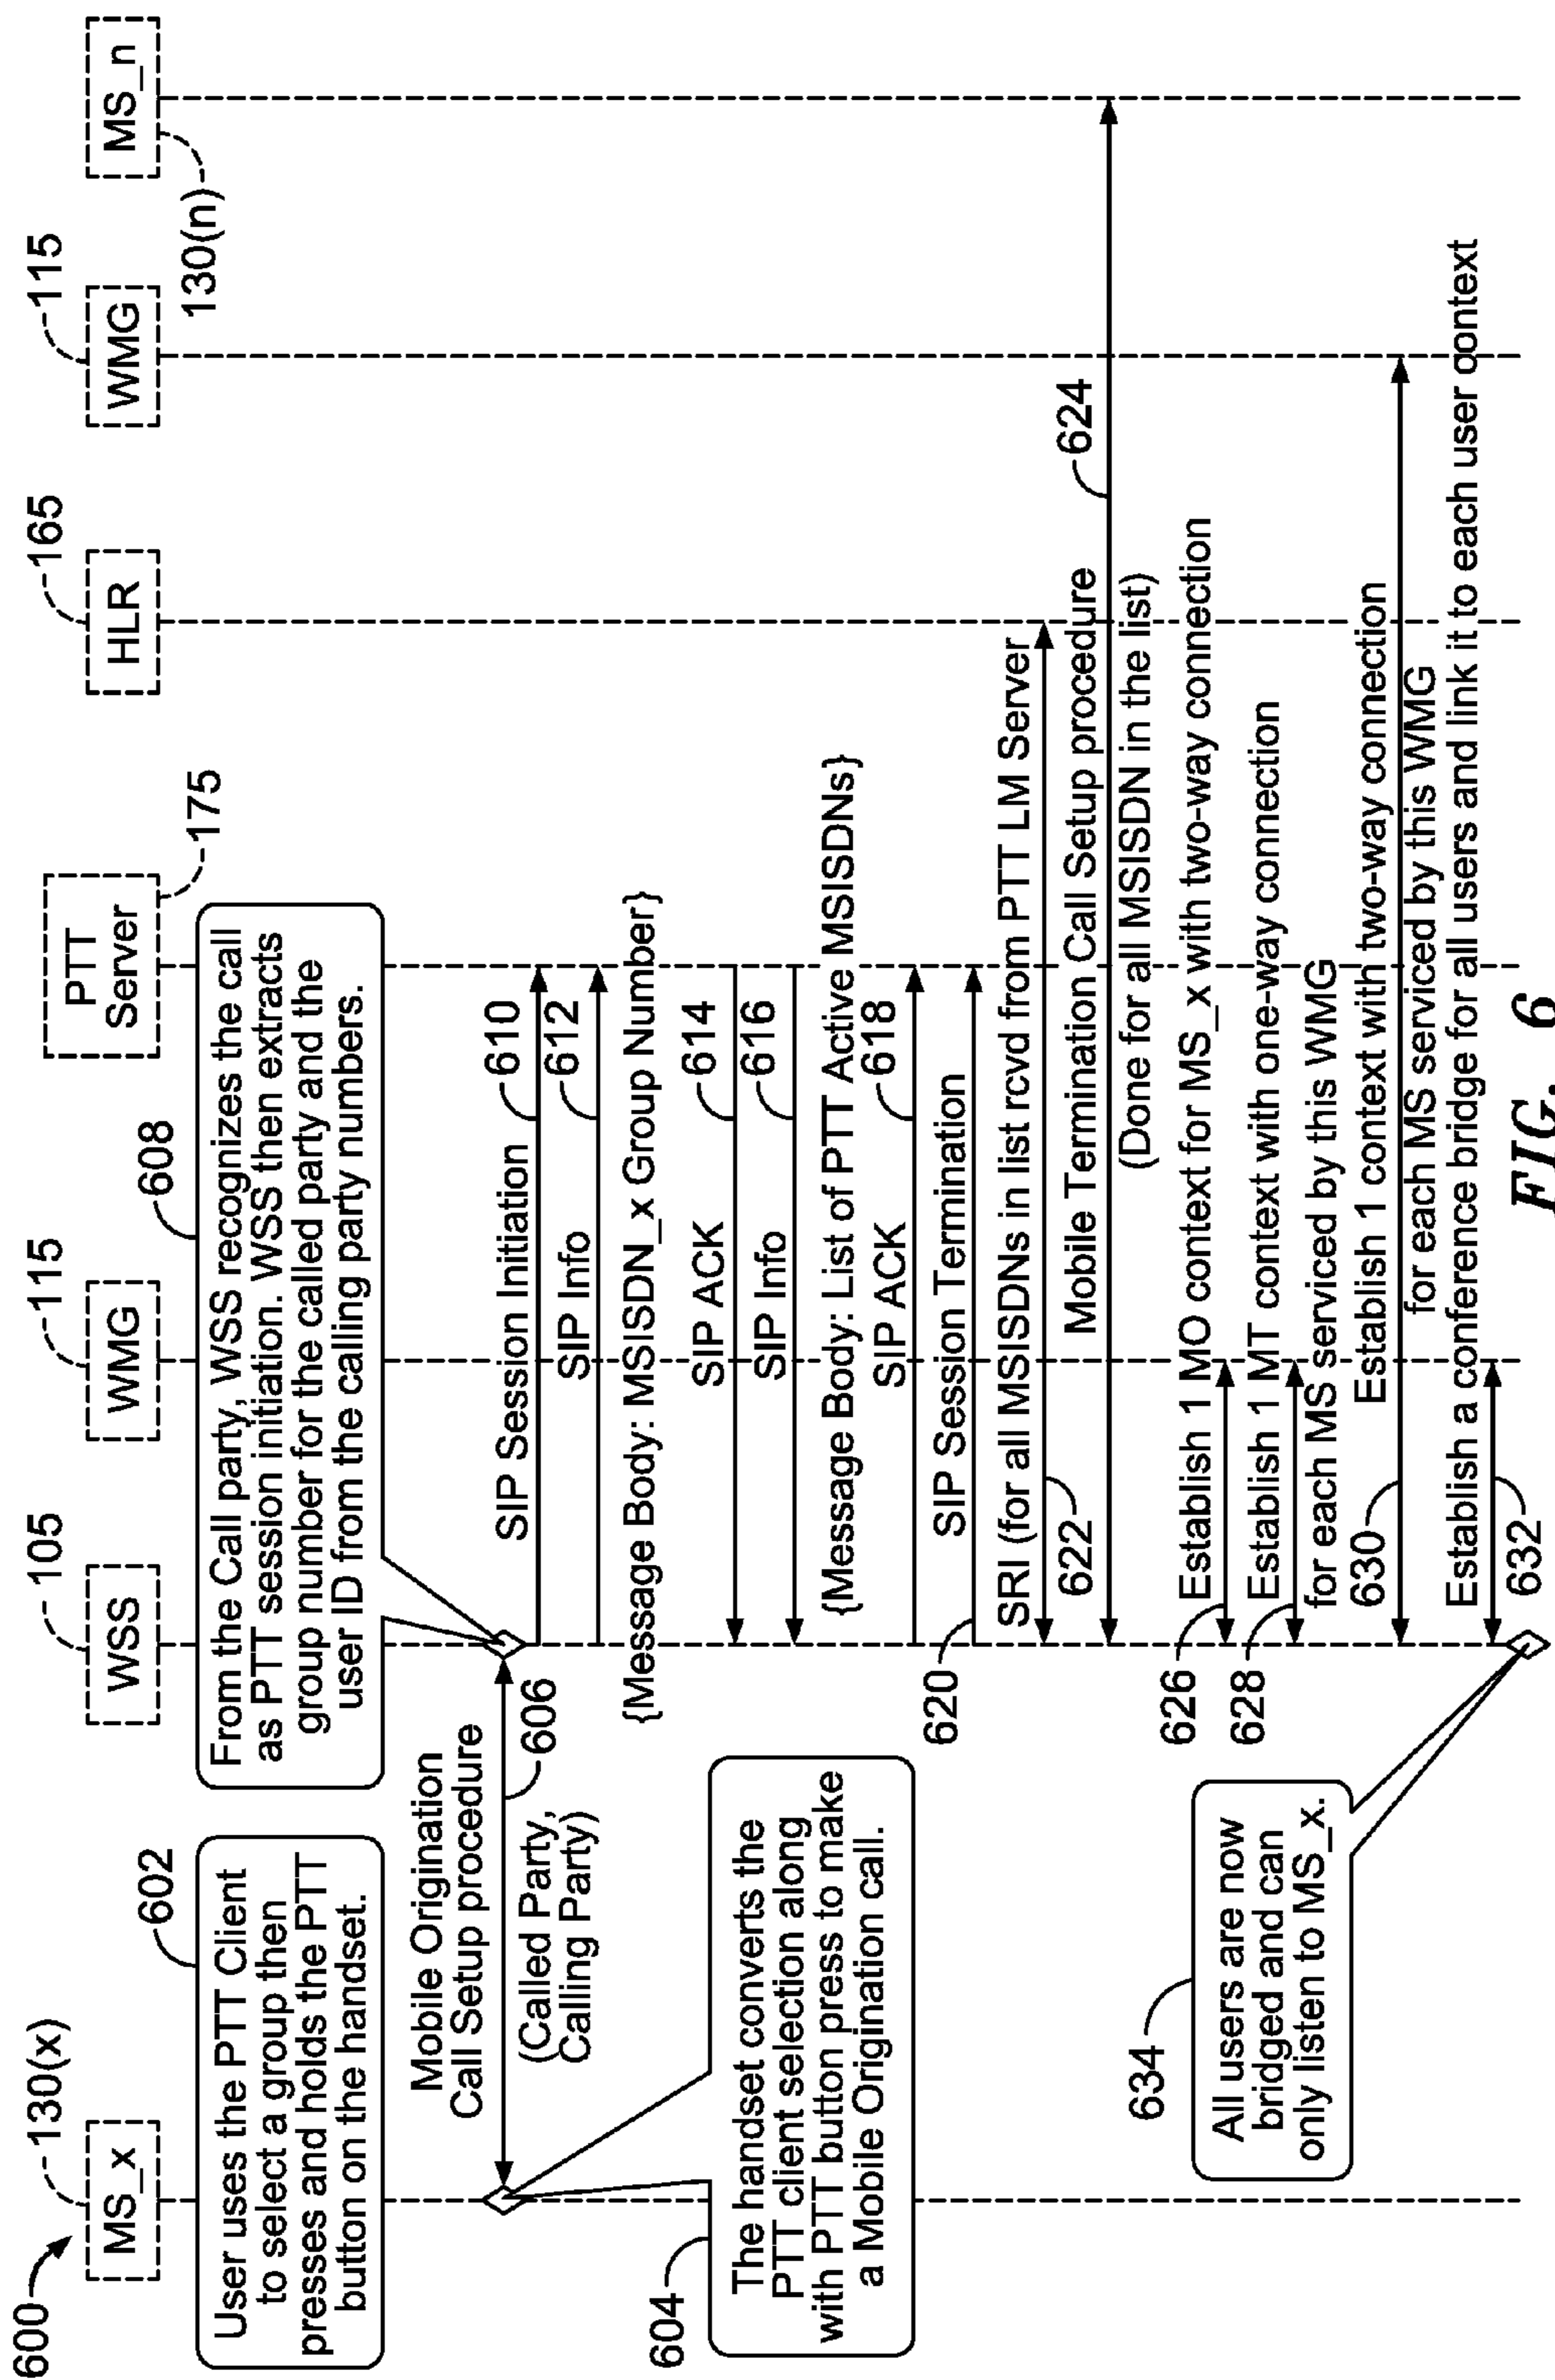 600
130(x)
105
115
175
165
115
MS_x
WSS
WMG
PTT
Server
HLR
WMG
MS_n
130(n)
602
User uses the PTT Client
to select a group then
presses and holds the PTT
button on the handset.
608
From the Call party, WSS recognizes the call
as PTT session initiation. WSS then extracts
group number for the called party and the
user ID from the calling party numbers.
Mobile Origination
Call Setup procedure
606
(Called Party,
Calling Party)
604
The handset converts the
PTT client selection along
with PTT button press to make
a Mobile Origination call.
SIP Session Initiation
610
SIP Info
612
{Message Body: MSISDN_x Group Number}
SIP ACK
614
SIP Info
616
{Message Body: List of PTT Active MSISDNs}
SIP ACK
618
620
SIP Session Termination
SRI (for all MSISDNs in list rcvd from PTT LM Server
622
Mobile Termination Call Setup procedure
624
(Done for all MSISDN in the list)
626
Establish 1 MO context for MS_x with two-way connection
628
Establish 1 MT context with one-way connection
for each MS serviced by this WMG
630
Establish 1 context with two-way connection
for each MS serviced by this WMG
Establish a conference bridge for all users and link it to each user context
632
634
All users are now
bridged and can
only listen to MS_x.
FIG. 6